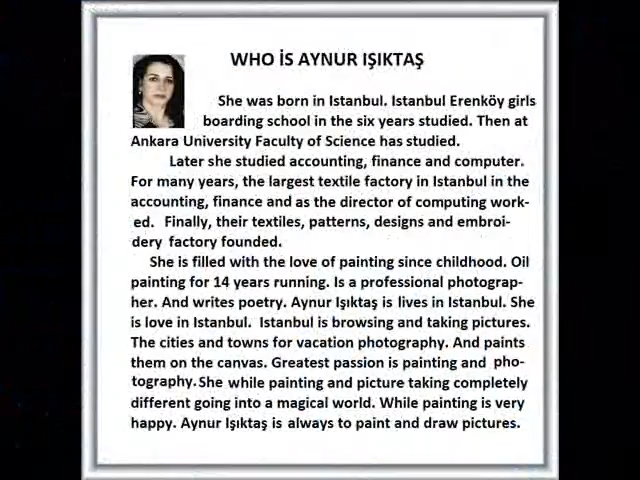 WHO İS AYNUR IŞIKTAŞ
She was born in Istanbul. Istanbul Erenköy girls
boarding school in the six years studied. Then at
Ankara University Faculty of Science has studied.
Later she studied accounting, finance and computer.
For many years, the largest textile factory in Istanbul in the
accounting, finance and as the director of computing work-
ed. Finally, their textiles, patterns, designs and embroi-
dery factory founded.
She is filled with the love of painting since childhood. Oil
painting for 14 years running. Is a professional photograp-
her. And writes poetry. Aynur Işıktaş is lives in Istanbul. She
is love in Istanbul. Istanbul is browsing and taking pictures.
The cities and towns for vacation photography. And paints
them on the canvas. Greatest passion is painting and pho-
tography. She while painting and picture taking completely
different going into a magical world. While painting is very
happy. Aynur Işıktaş is always to paint and draw pictures.